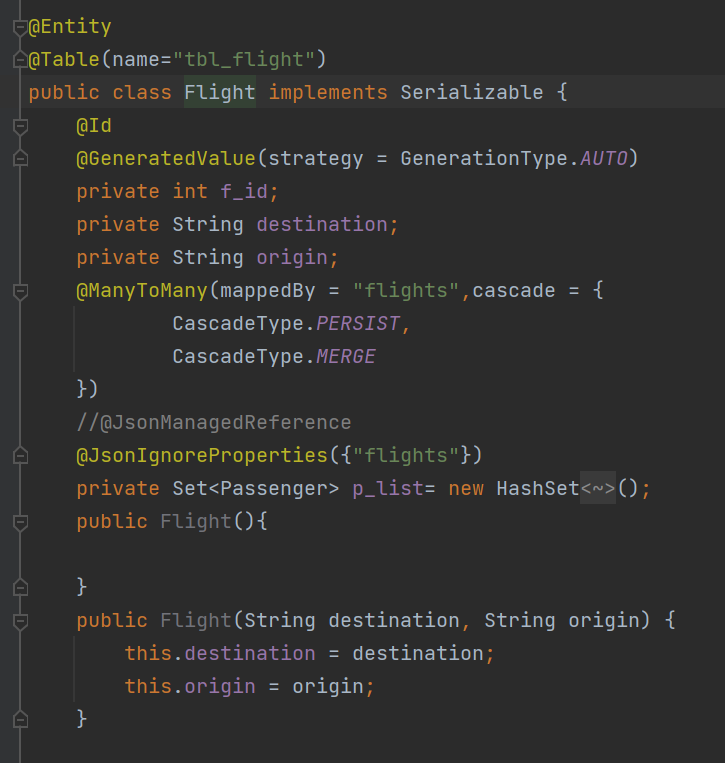 @Entity
@Table(name="tbl_flight")
public class Flight implements Serializable {
@Id
@GeneratedValue(strategy = GenerationType.AUTO)
private int f_id;
private String destination;
private String origin;
@ManyToMany(mappedBy = "flights",cascade = {
CascadeType.PERSIST,
CascadeType.MERGE
})
//@JsonManagedReference
@JsonIgnoreProperties({"flights"})
private Set<Passenger> p_list= new HashSet<~>();
public Flight(){
}
public Flight(String destination, String origin) {
this.destination = destination;
this.origin = origin;
}